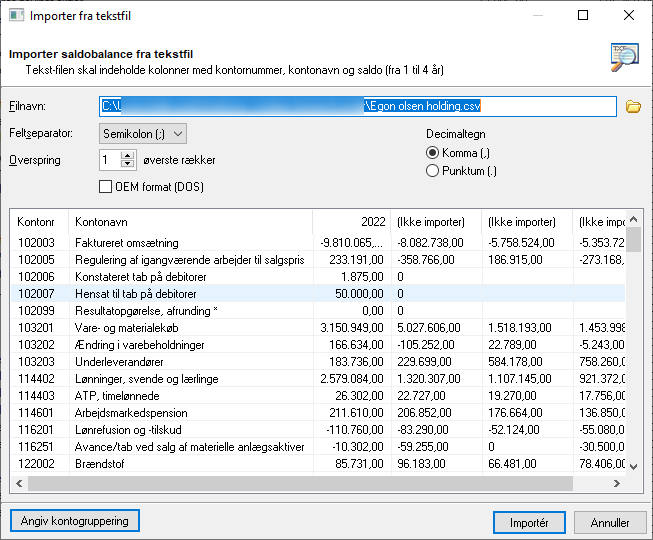 Importer fra tekstfil
Importer saldobalance fra tekstfil
Tekst-filen skal indeholde kolonner med kontornummer, kontonavn og saldo (fra 1 til 4 år)
TXT
Filnavn: C:\ \Egon olsen holding.csv
Feltseparator: Semikolon (;) Decimaltegn
Overspring 1 øverste rækker Komma (,)
Punktum (.)
OEM format (DOS)
Kontonr Kontonavn 2022 (Ikke importer) (Ikke importer) (Ikke importer)
102003 Faktureret omsætning -9.810.065,... -8.082.738,00 -5.758.524,00 -5.353.72
102005 Regulering af igangværende arbejder til salgspris 233.191,00 -358.766,00 186.915,00 -273.168,
102006 Konstateret tab på debitorer 1.875,00 0
102007 Hensat til tab på debitorer 50.000,00 0
102099 Resultatopgørelse, afrunding * 0,00 0
103201 Vare- og materialekøb 3.150.949,00 5.027.606,00 1.518.193,00 1.453.998
103202 Ændring i varebeholdninger 166.634,00 -105.252,00 22.789,00 -5.243,00
103203 Underleverandører 183.736,00 229.699,00 584.178,00 758.260,0
114402 Lønninger, svende og lærlinge 2.579.084,00 1.320.307,00 1.107.145,00 921.372,0
114403 ATP, timelønnede 26.302,00 22.727,00 19.270,00 17.756,00
114601 Arbejdsmarkedspension 211.610,00 206.852,00 176.664,00 136.850,0
116201 Lønrefusion og -tilskud -110.760,00 -83.290,00 -52.124,00 -55.080,0
116251 Avance/tab ved salg af materielle anlægsaktiver -10.302,00 -59.255,00 0 -30.500,0
122002 Brændstof 85.731,00 96.183,00 66.481,00 78.406,00
Angiv kontogruppering Importér Annuller